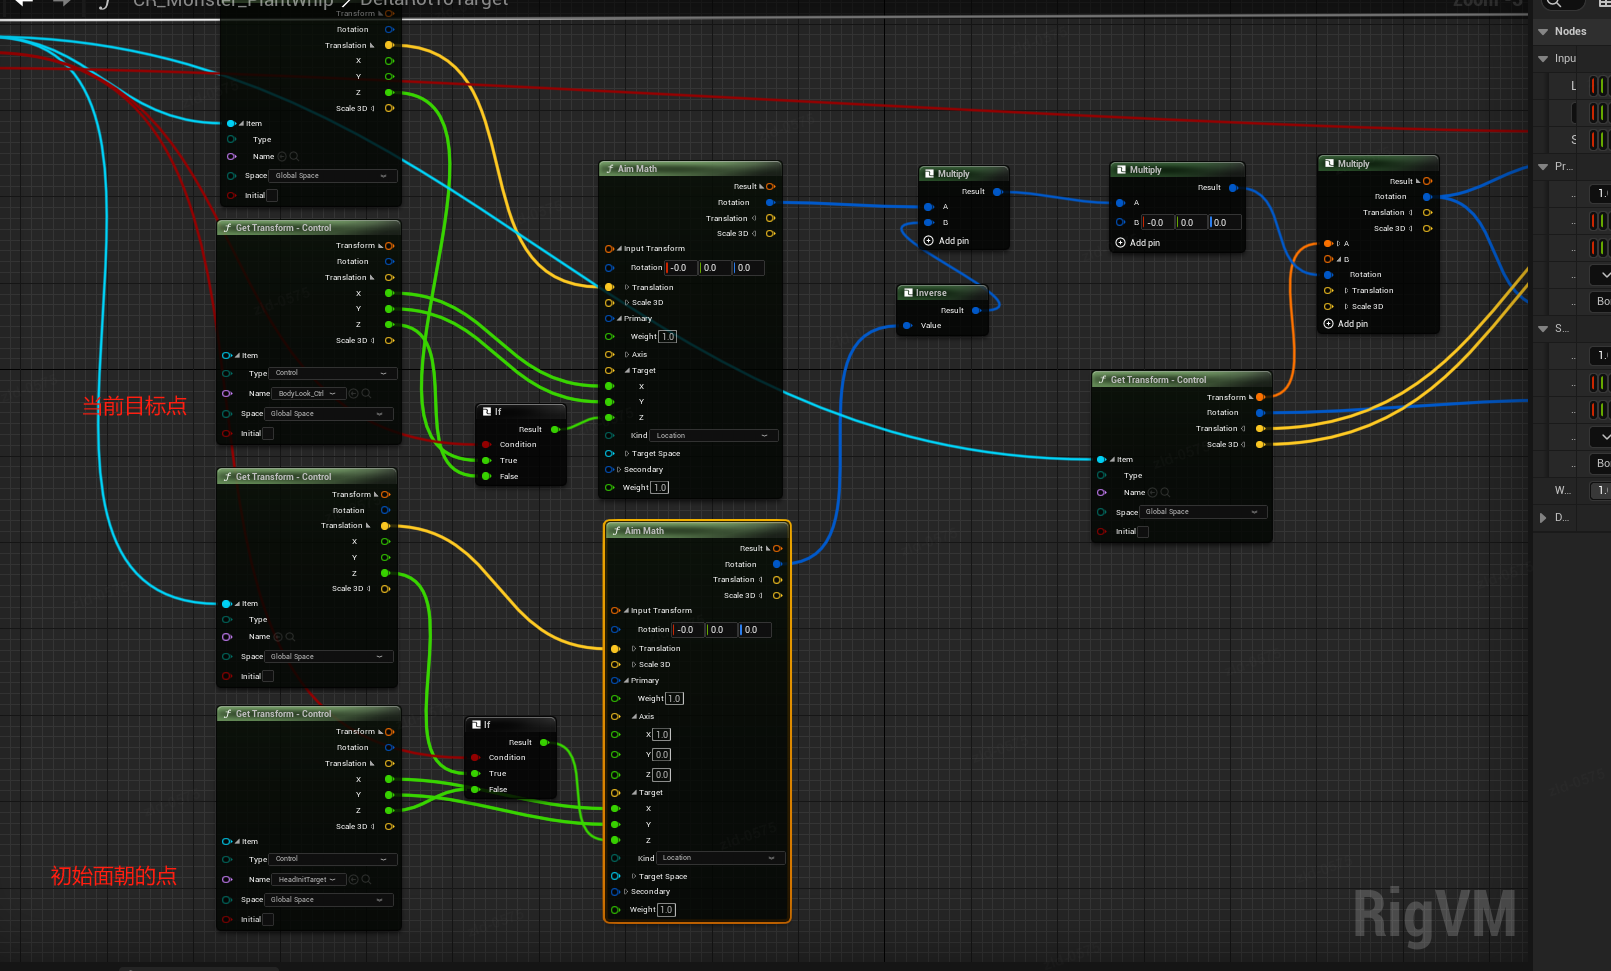 CR_Monster_PlantWhip > DeltaRotToTarget
Zoom -3
Transform
Rotation
Translation
X
Y
Z
Scale 3D
Item
Type
Name
Space Global Space
Initial
Get Transform - Control
Transform
Rotation
Translation
X
Y
Z
Scale 3D
Item
Type Control
Name BodyLook_Ctrl
Space Global Space
Initial
当前目标点
Get Transform - Control
Transform
Rotation
Translation
X
Y
Z
Scale 3D
Item
Type
Name
Space Global Space
Initial
Get Transform - Control
Transform
Rotation
Translation
X
Y
Z
Scale 3D
Item
Type Control
Name HeadInitTarget
Space Global Space
Initial
初始面朝的点
If
Result
Condition
True
False
If
Result
Condition
True
False
Aim Math
Result
Rotation
Translation
Scale 3D
Input Transform
Rotation -0.0 0.0 0.0
Translation
Scale 3D
Primary
Weight 1.0
Axis
Target
X
Y
Z
Kind Location
Target Space
Secondary
Weight 1.0
Aim Math
Result
Rotation
Translation
Scale 3D
Input Transform
Rotation -0.0 0.0 0.0
Translation
Scale 3D
Primary
Weight 1.0
Axis
X 1.0
Y 0.0
Z 0.0
Target
X
Y
Z
Kind Location
Target Space
Secondary
Weight 1.0
Multiply
Result
A
B
Add pin
Inverse
Result
Value
Multiply
Result
A
B -0.0 0.0 0.0
Add pin
Multiply
Result
Rotation
Translation
Scale 3D
A
B
Rotation
Translation
Scale 3D
Add pin
Get Transform - Control
Transform
Rotation
Translation
Scale 3D
Item
Type
Name
Space Global Space
Initial
Nodes
Inpu
L
S
Pr...
.. 1.
..
..
..
.. Bo
S...
.. 1.
..
..
..
.. Bo
W... 1.
D...
RigVM